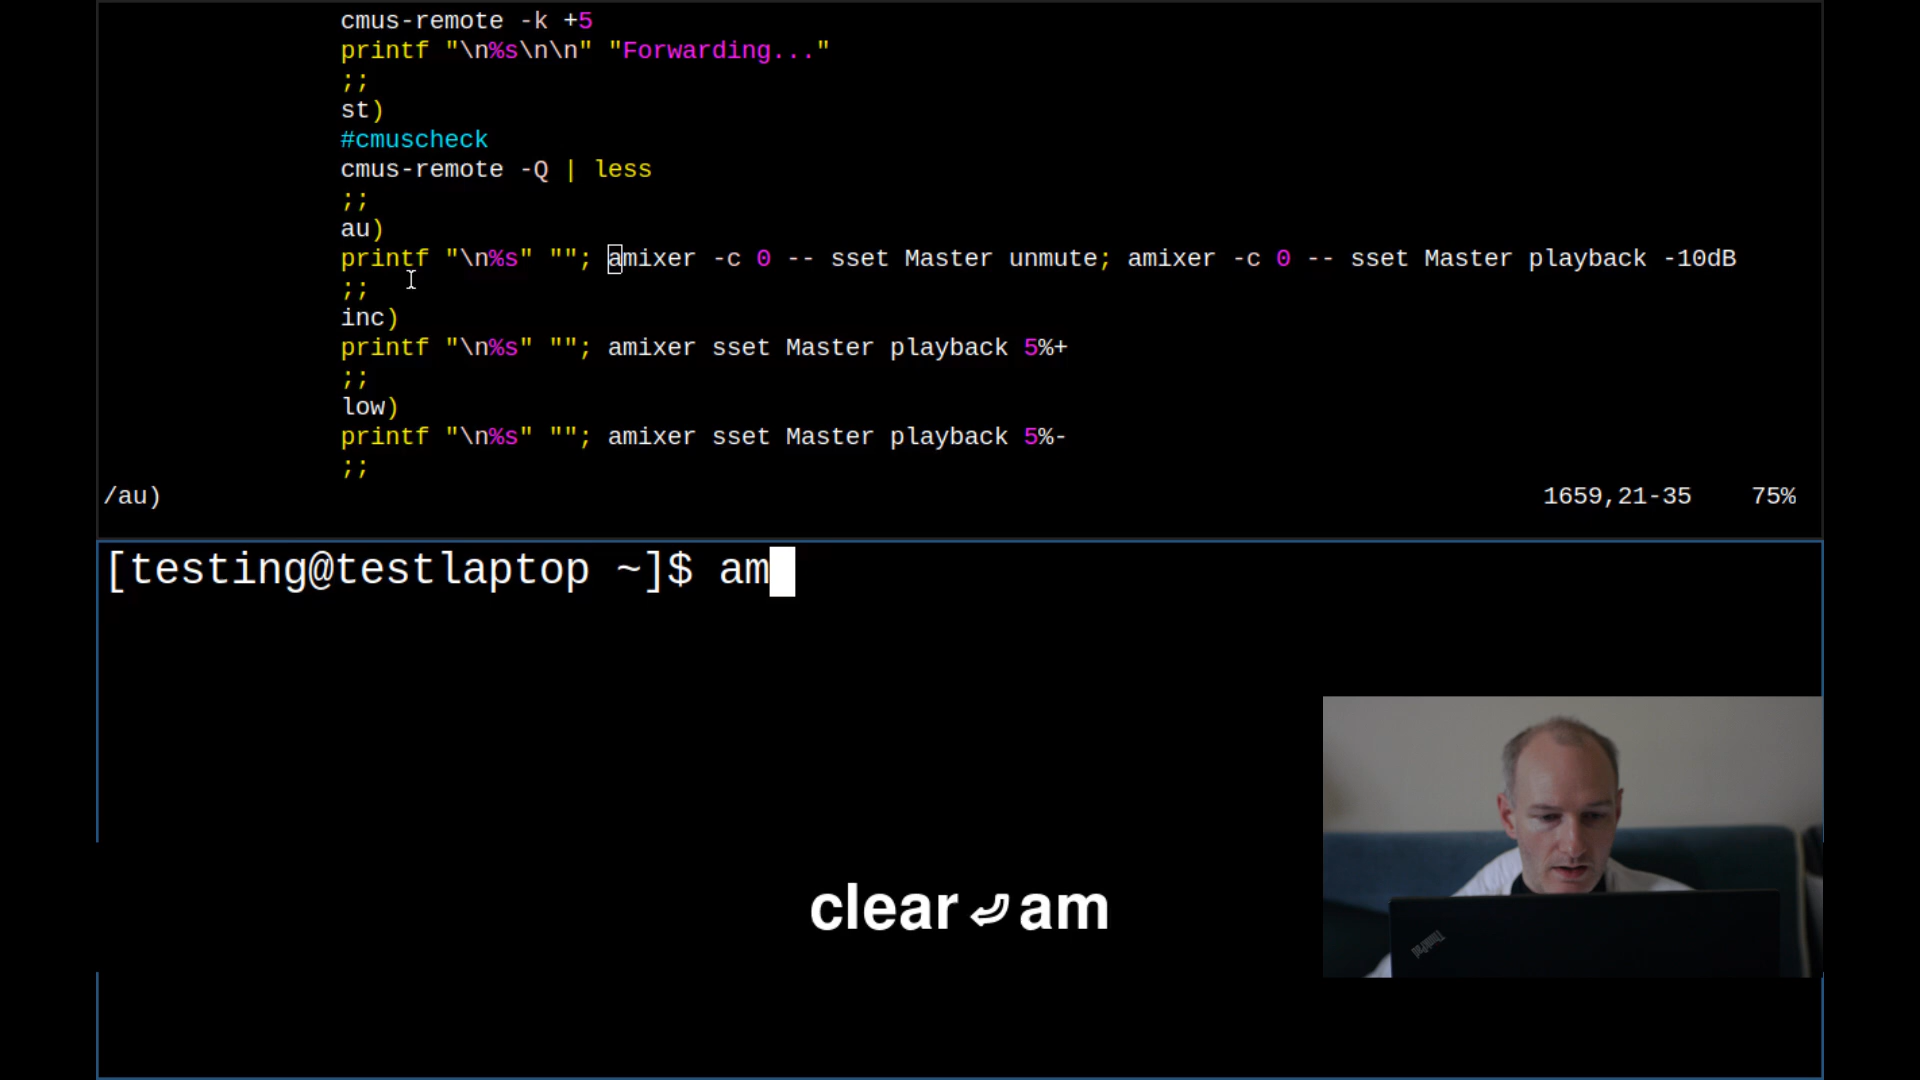 cmus-remote -k +5
printf "\n%s\n\n" "Forwarding..."
;;
st)
#cmuscheck
cmus-remote -Q | less
;;
au)
printf "\n%s" ""; amixer -c 0 -- sset Master unmute; amixer -c 0 -- sset Master playback -10dB
;;
inc)
printf "\n%s" ""; amixer sset Master playback 5%+
;;
low)
printf "\n%s" ""; amixer sset Master playback 5%-
;;
/au) 1659,21-35 75%
[testing@testlaptop ~]$ am
clear⤶am
ThinkPad